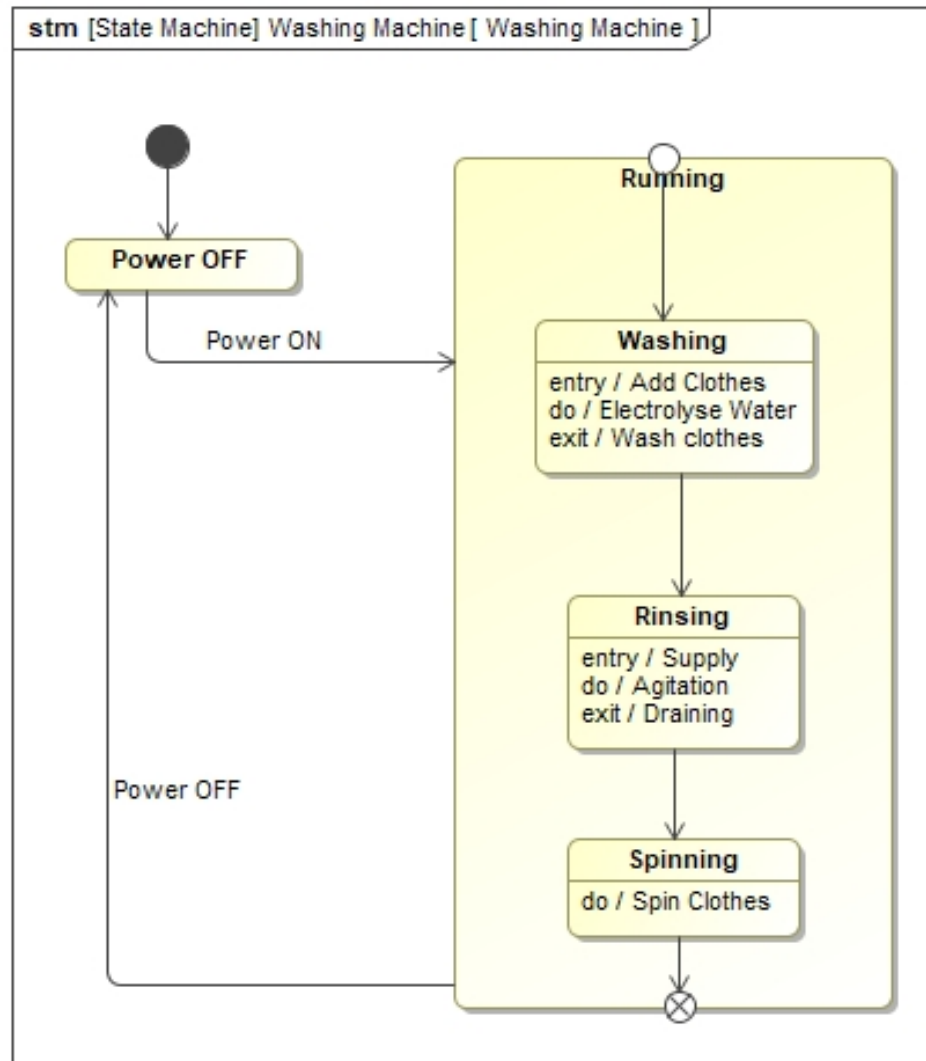 stm [State Machine] Washing Machine [ Washing Machine ]
Running
Power OFF
Power ON
Washing
entry / Add Clothes
do / Electrolyse Water
exit / Wash clothes
Rinsing
entry / Supply
do / Agitation
exit / Draining
Power OFF
Spinning
do / Spin Clothes